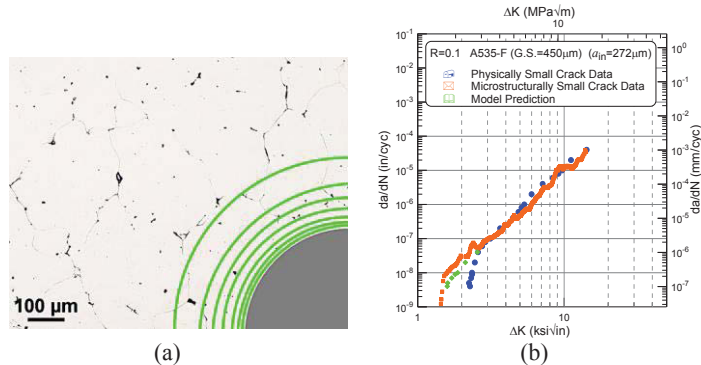 (a)
100 µm
ΔK (MPa√m)
10
R=0.1 A535-F (G.S.=450µm) (a_in=272µm)
Physically Small Crack Data
Microstructurally Small Crack Data
Model Prediction
da/dN (in/cyc)
10^-1
10^-2
10^-3
10^-4
10^-5
10^-6
10^-7
10^-8
10^-9
da/dN (mm/cyc)
10^0
10^-1
10^-2
10^-3
10^-4
10^-5
10^-6
10^-7
1
10
ΔK (ksi√in)
(a)
(b)